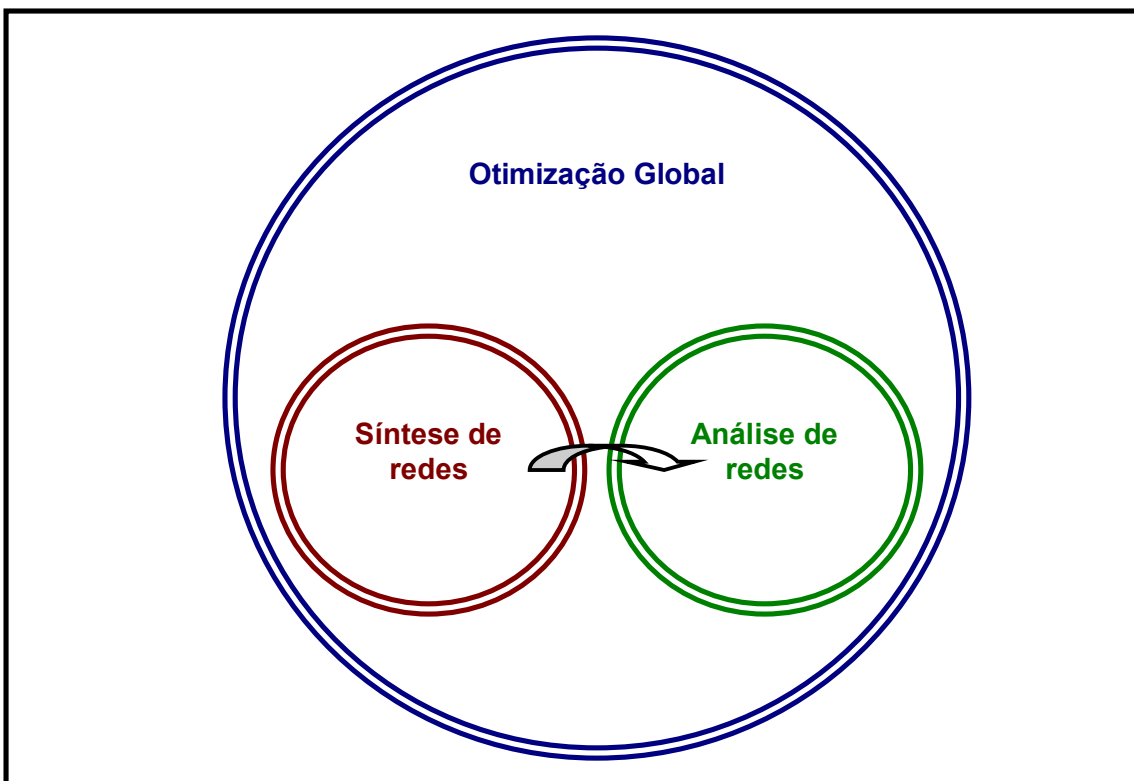 Otimização Global
Síntese de
redes
Análise de
redes